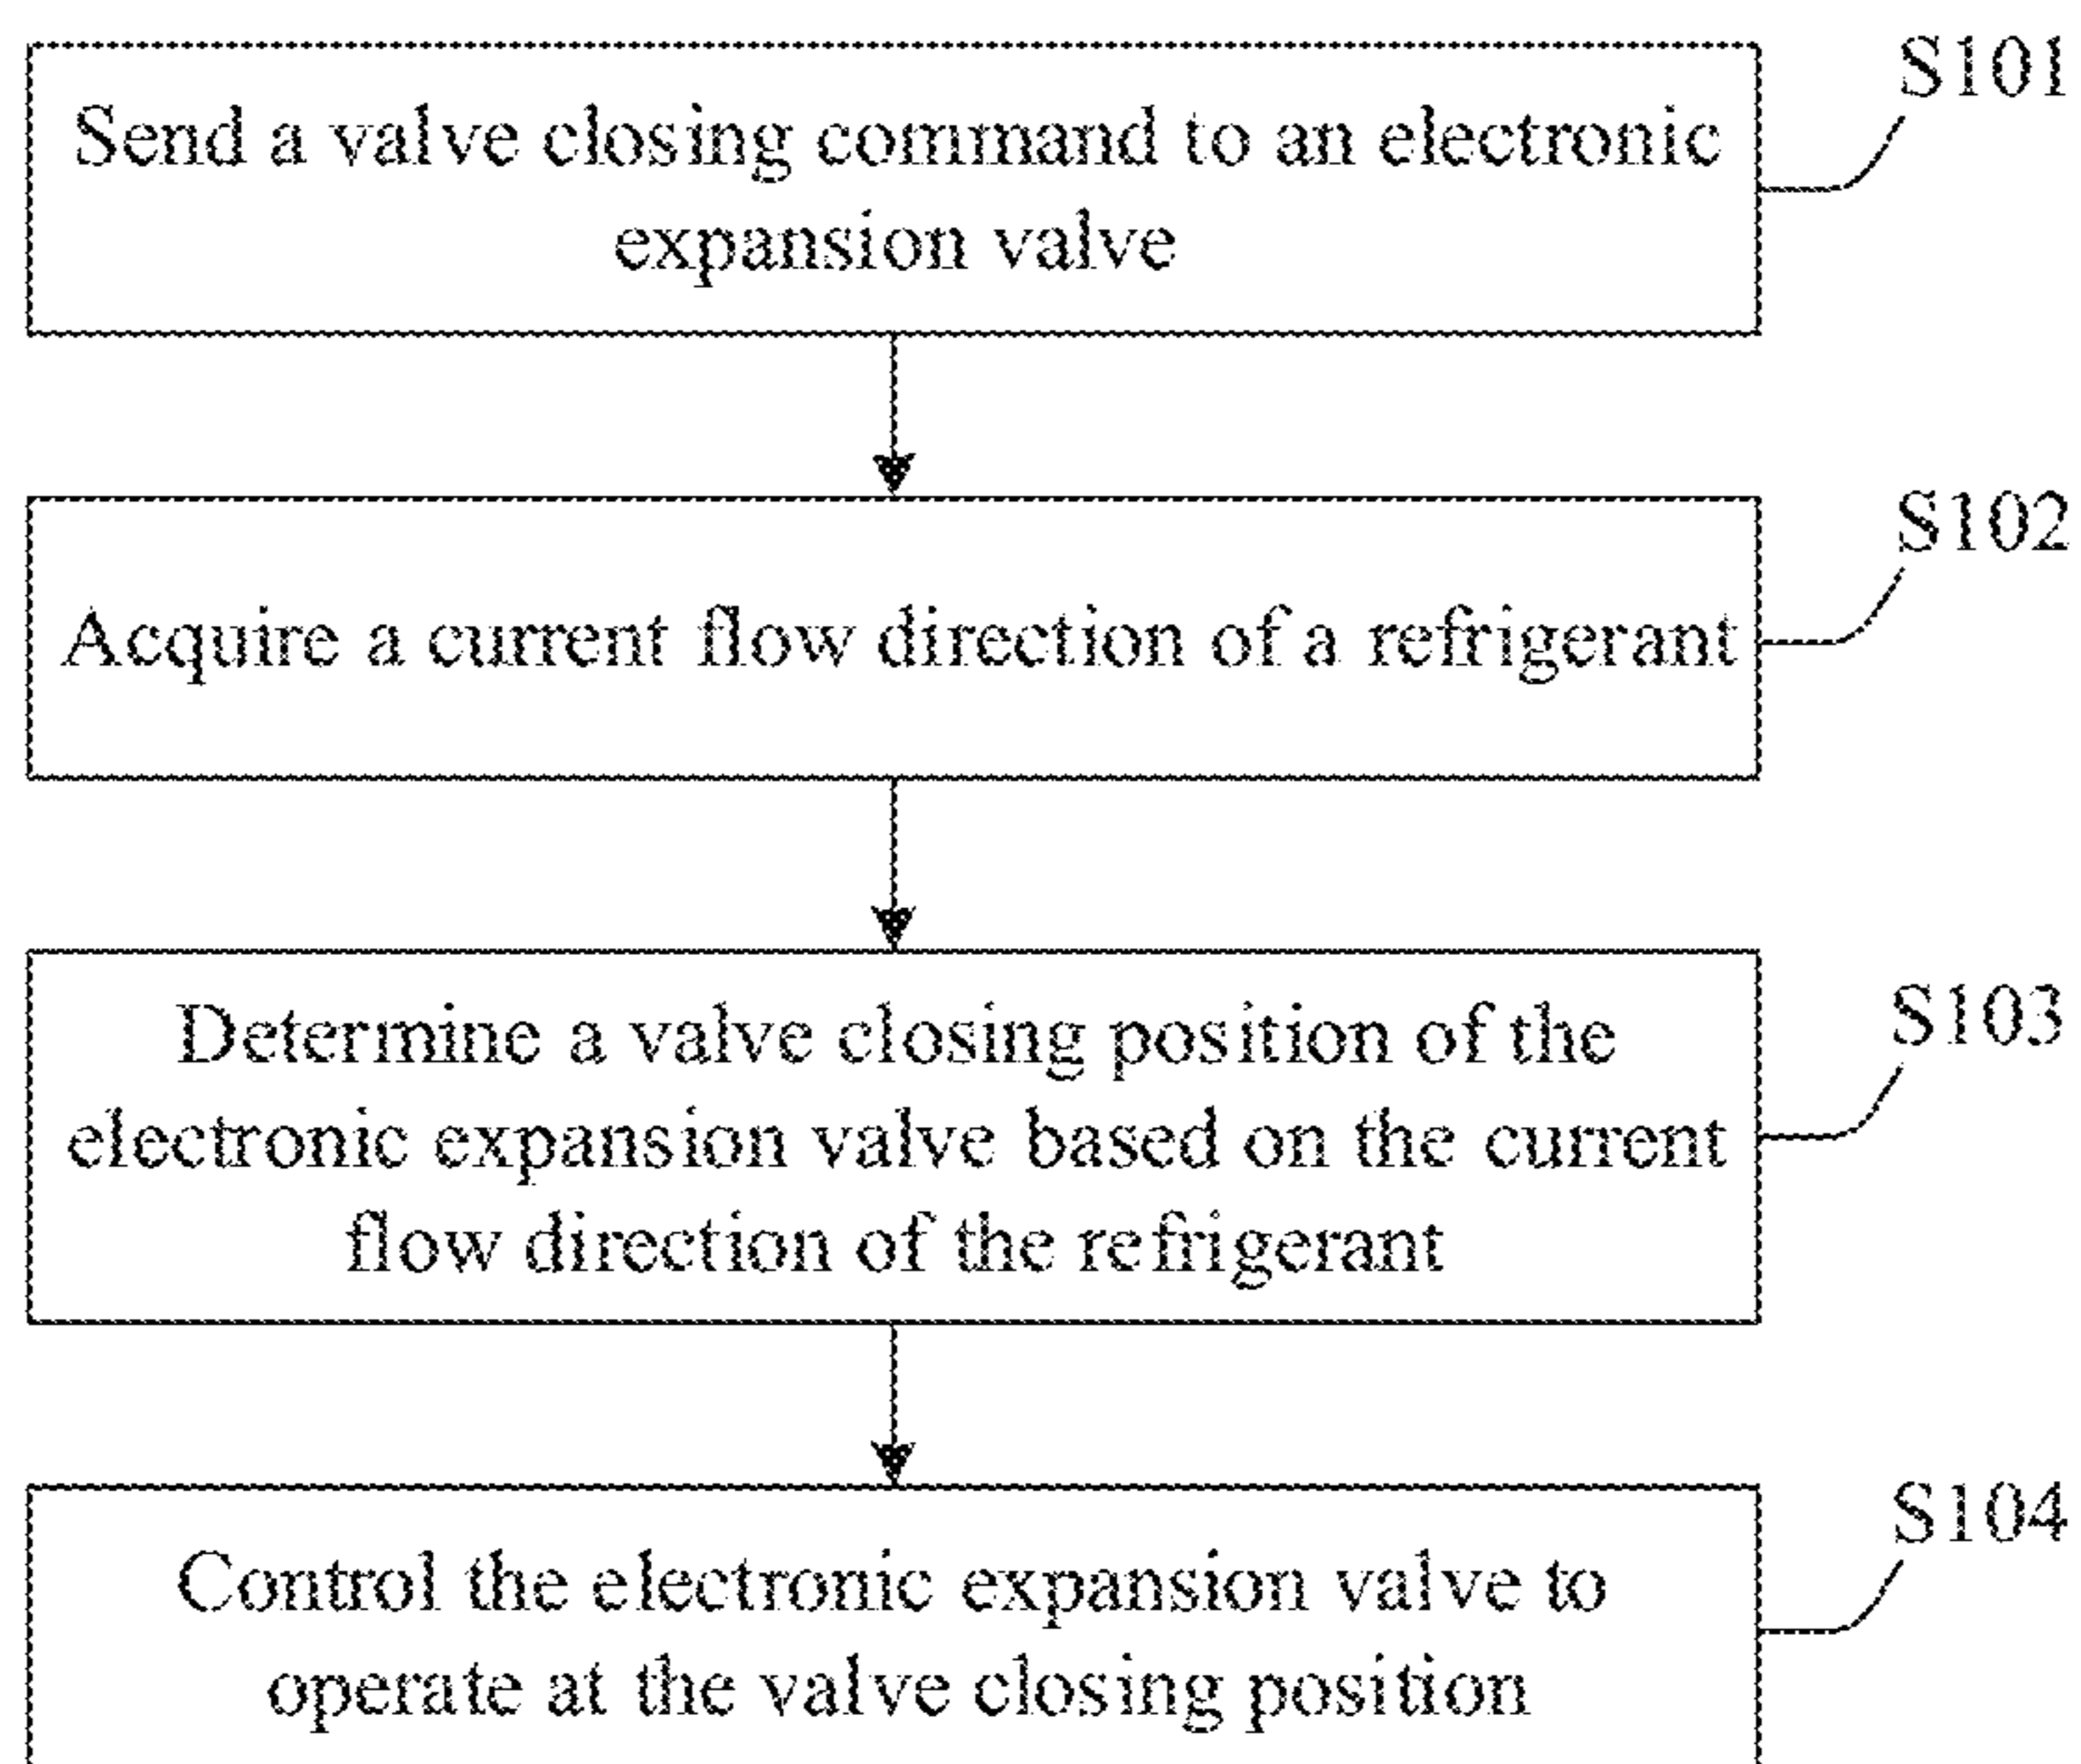 S101
Send a valve closing command to an electronic
expansion valve
S102
Acquire a current flow direction of a refrigerant
S103
Determine a valve closing position of the
electronic expansion valve based on the current
flow direction of the refrigerant
S104
Control the electronic expansion valve to
operate at the valve closing position